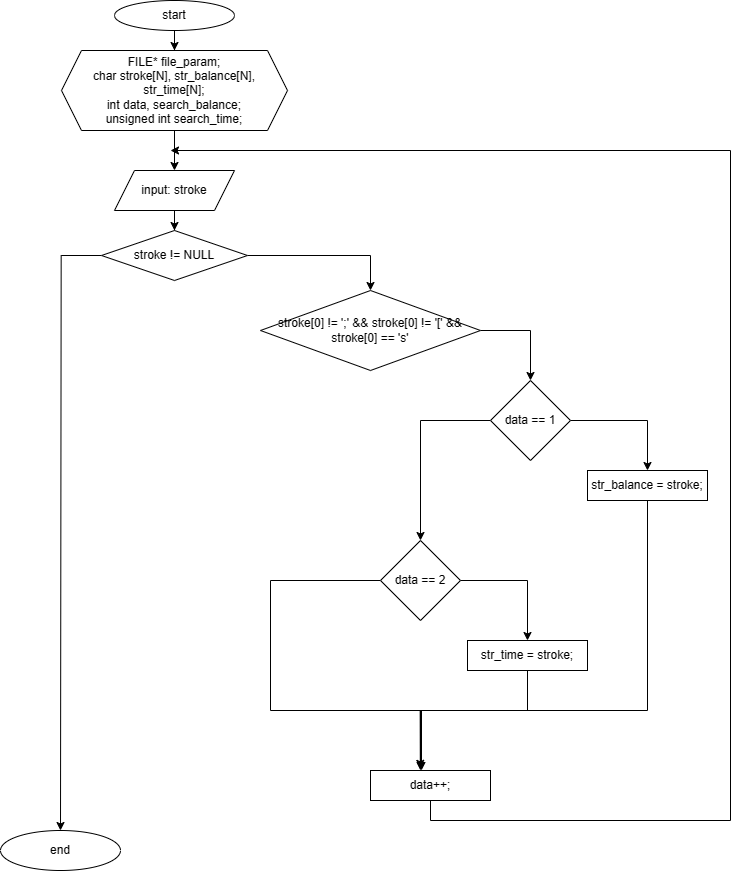 start
FILE* file_param;
char stroke[N], str_balance[N],
str_time[N];
int data, search_balance;
unsigned int search_time;
input: stroke
stroke != NULL
stroke[0] != ';' && stroke[0] != '[' &&
stroke[0] == 's'
data == 1
str_balance = stroke;
data == 2
str_time = stroke;
data++;
end